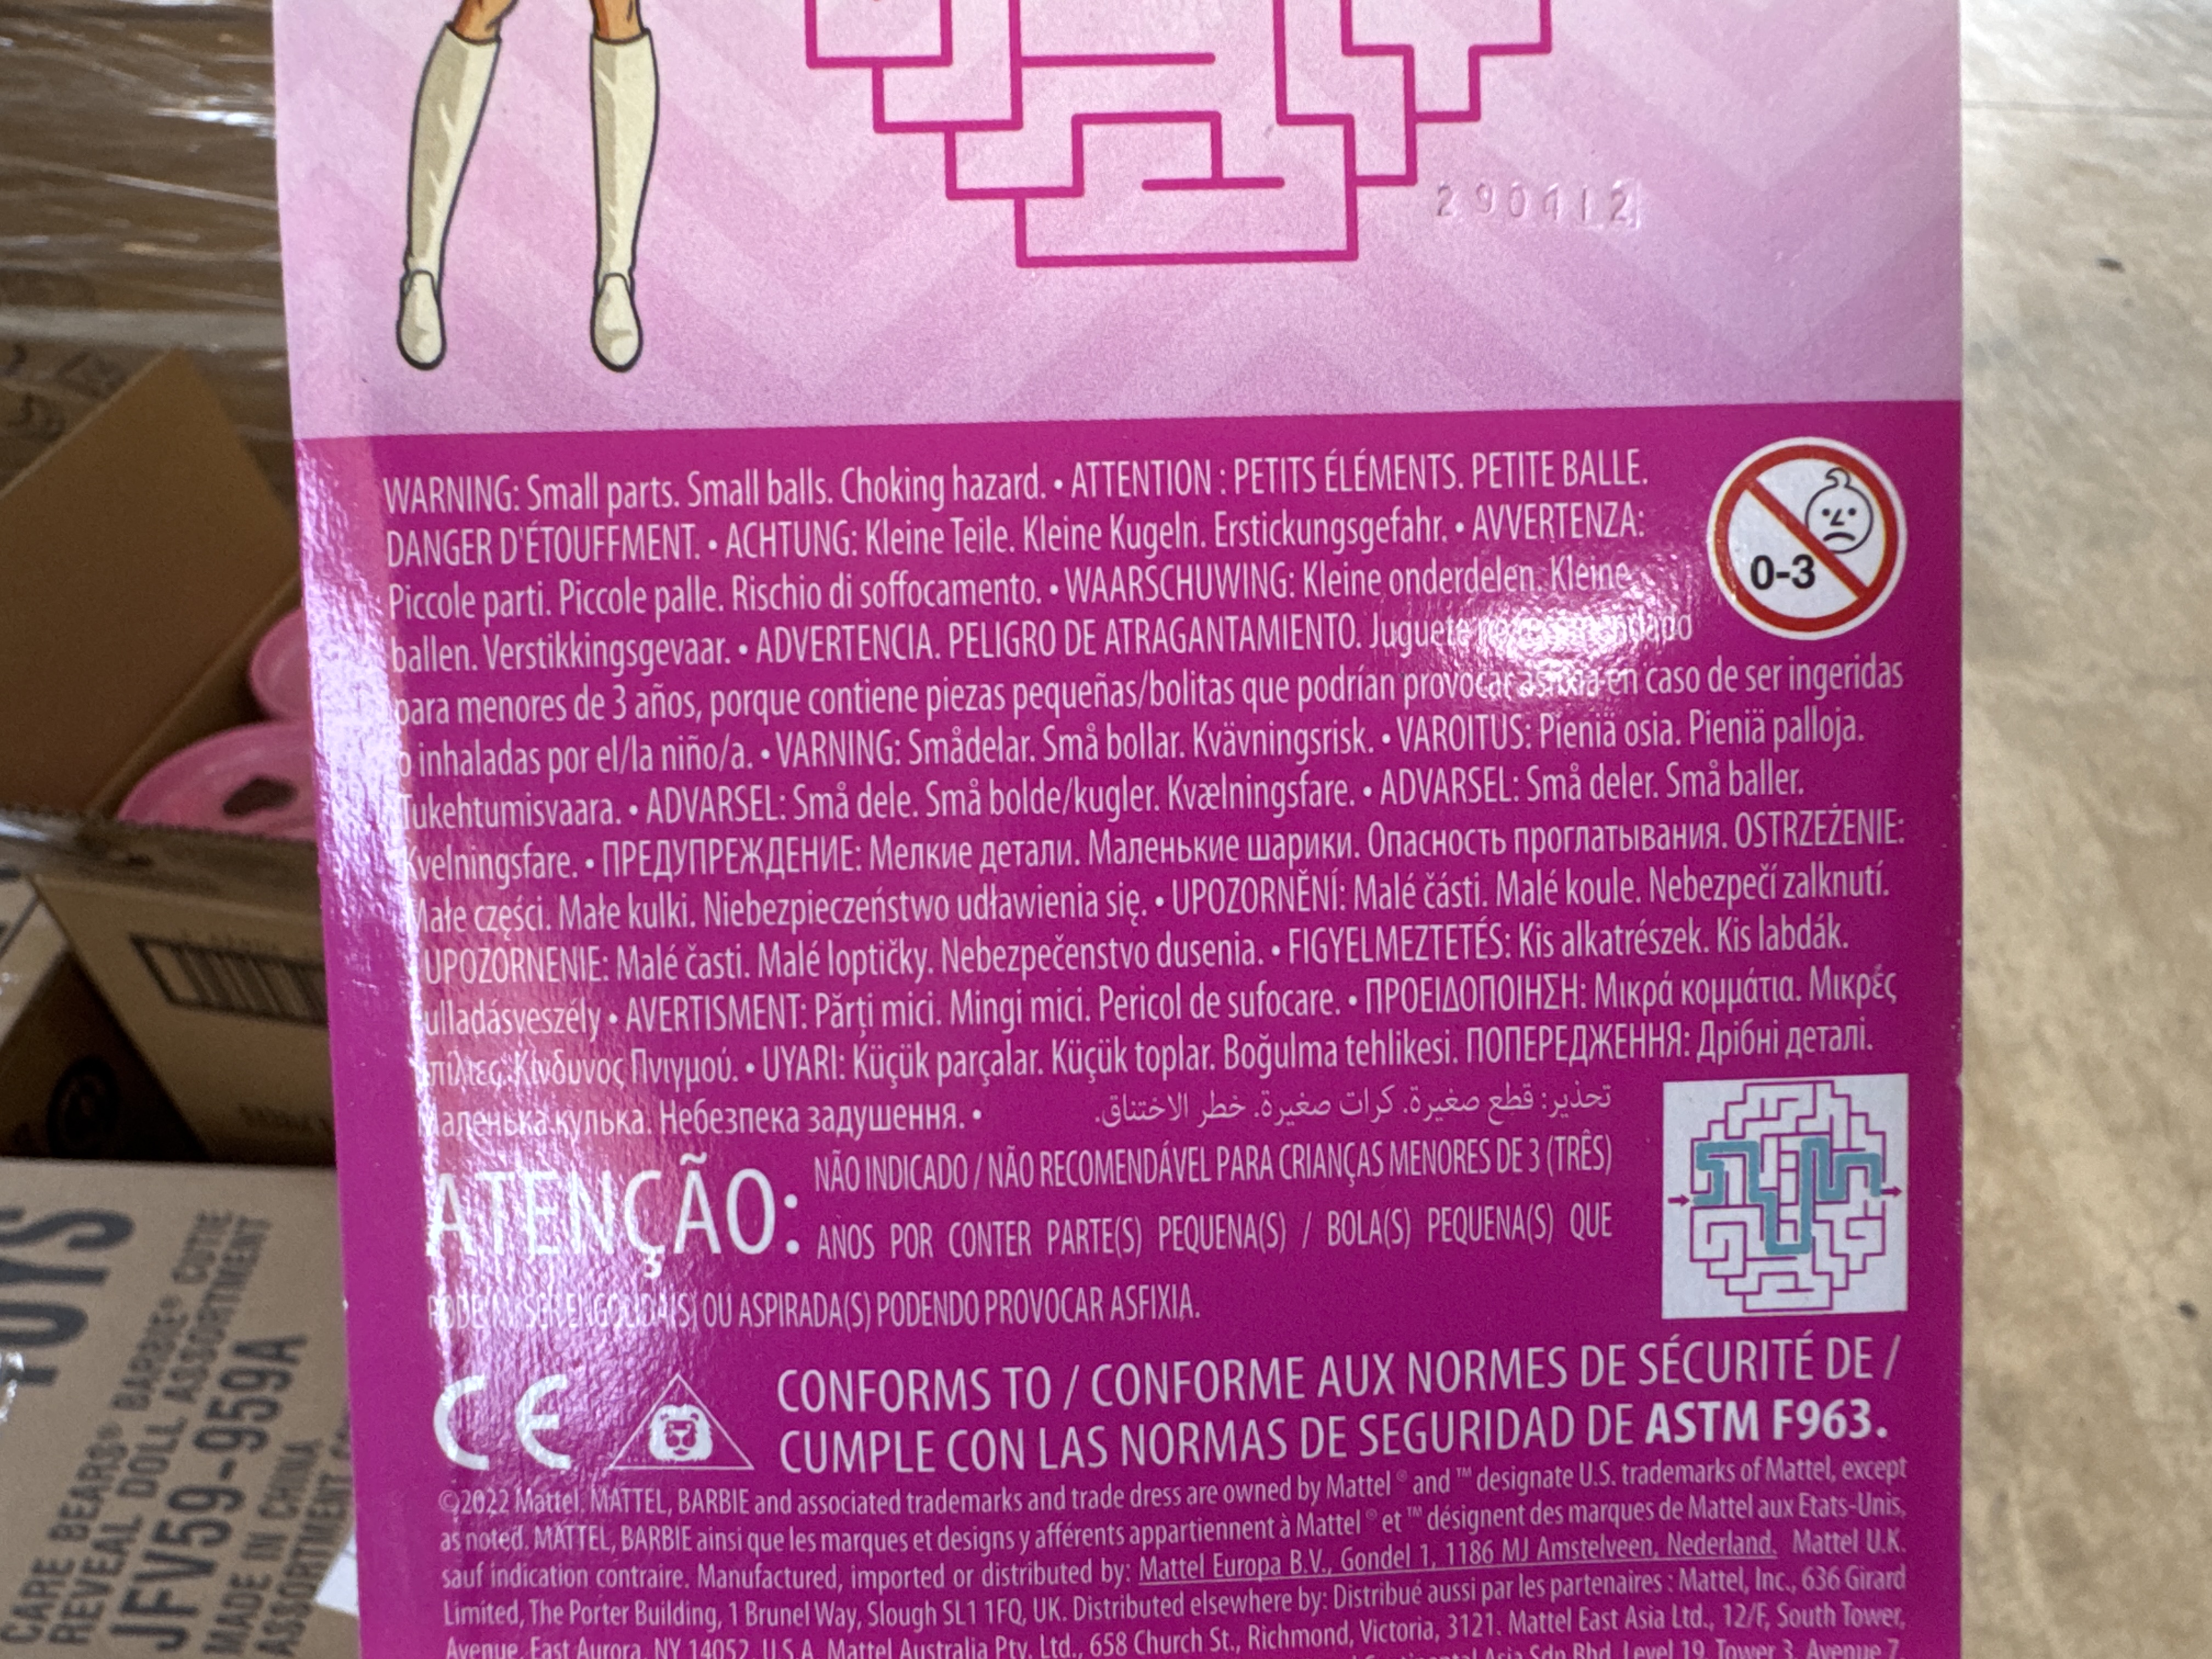 290412
WARNING: Small parts. Small balls. Choking hazard. • ATTENTION : PETITS ÉLÉMENTS. PETITE BALLE.
DANGER D'ÉTOUFFMENT. • ACHTUNG: Kleine Teile. Kleine Kugeln. Erstickungsgefahr. • AVVERTENZA:
Piccole parti. Piccole palle. Rischio di soffocamento. • WAARSCHUWING: Kleine onderdelen. Kleine
ballen. Verstikkingsgevaar. • ADVERTENCIA. PELIGRO DE ATRAGANTAMIENTO. Juguete
para menores de 3 años, porque contiene piezas pequeñas/bolitas que podrían provocar asfixia en caso de ser ingeridas
o inhaladas por el/la niño/a. • VARNING: Smådelar. Små bollar. Kvävningsrisk. • VAROITUS: Pieniä osia. Pieniä palloja.
Tukehtumisvaara. • ADVARSEL: Små dele. Små bolde/kugler. Kvælningsfare. • ADVARSEL: Små deler. Små baller.
Kvelningsfare. • ПРЕДУПРЕЖДЕНИЕ: Мелкие детали. Маленькие шарики. Опасность проглатывания. OSTRZEŻENIE:
Małe części. Małe kulki. Niebezpieczeństwo udławienia się. • UPOZORNĚNÍ: Malé části. Malé koule. Nebezpečí zalknutí.
UPOZORNENIE: Malé časti. Malé loptičky. Nebezpečenstvo dusenia. • FIGYELMEZTETÉS: Kis alkatrészek. Kis labdák.
ulladásveszély • AVERTISMENT: Părți mici. Mingi mici. Pericol de sufocare. • ΠΡΟΕΙΔΟΠΟΙΗΣΗ: Μικρά κομμάτια. Μικρές
μπίλιες. Κίνδυνος Πνιγμού. • UYARI: Küçük parçalar. Küçük toplar. Boğulma tehlikesi. ПОПЕРЕДЖЕННЯ: Дрібні деталі.
Маленька кулька. Небезпека задушення. • تحذير: قطع صغيرة. كرات صغيرة. خطر الاختناق.
0-3
ATENÇÃO: NÃO INDICADO / NÃO RECOMENDÁVEL PARA CRIANÇAS MENORES DE 3 (TRÊS)
ANOS POR CONTER PARTE(S) PEQUENA(S) / BOLA(S) PEQUENA(S) QUE
OU ASPIRADA(S) PODENDO PROVOCAR ASFIXIA.
CE
CONFORMS TO / CONFORME AUX NORMES DE SÉCURITÉ DE /
CUMPLE CON LAS NORMAS DE SEGURIDAD DE ASTM F963.
©2022 Mattel. MATTEL, BARBIE and associated trademarks and trade dress are owned by Mattel ® and ™ designate U.S. trademarks of Mattel, except
as noted. MATTEL, BARBIE ainsi que les marques et designs y afférents appartiennent à Mattel ® et ™ désignent des marques de Mattel aux Etats-Unis,
sauf indication contraire. Manufactured, imported or distributed by: Mattel Europa B.V., Gondel 1, 1186 MJ Amstelveen, Nederland. Mattel U.K.
Limited, The Porter Building, 1 Brunel Way, Slough SL1 1FQ, UK. Distributed elsewhere by: Distribué aussi par les partenaires : Mattel, Inc., 636 Girard
Avenue, East Aurora, NY 14052, U.S.A. Mattel Australia Pty. Ltd., 658 Church St., Richmond, Victoria, 3121. Mattel East Asia Ltd., 12/F, South Tower,
Asia Sdn Bhd. Level 19, Tower 3, Avenue 7,
TOYS
CARE BEARS® BARBIE® CUTIE
REVEAL DOLL ASSORTMENT
JFV59-959A
MADE IN CHINA
ASSORTMENT